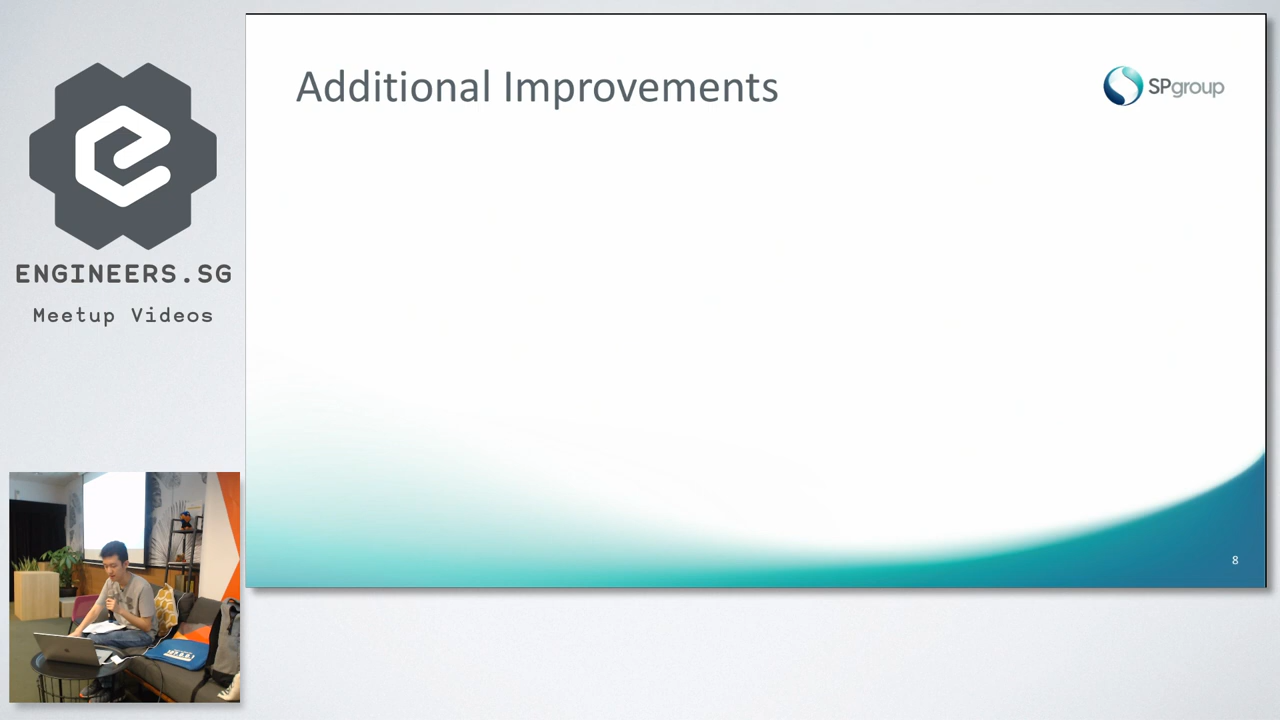 Additional Improvements
SPgroup
ENGINEERS.SG
Meetup Videos
8